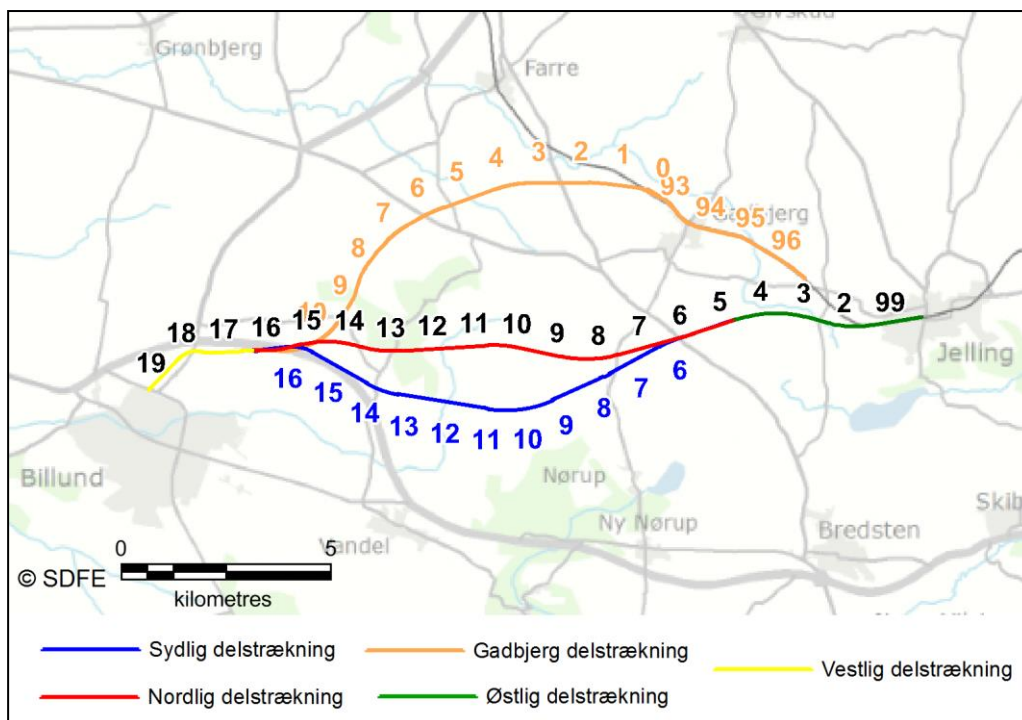 Grønbjerg
Givskud
Farre
4 3 2 1 0
6 5 93
7 94 95
Gadbjerg
8 96
9
10
19 18 17 16 15 14 13 12 11 10 9 8 7 6 5 4 3 2 99
16 15 14 13 12 11 10 9 8 7 6
Jelling
Billund
Nørup
Ny Nørup
Bredsten
Skib
Vandel
0 5
© SDFE
kilometres
Sydlig delstrækning Gadbjerg delstrækning Vestlig delstrækning
Nordlig delstrækning Østlig delstrækning